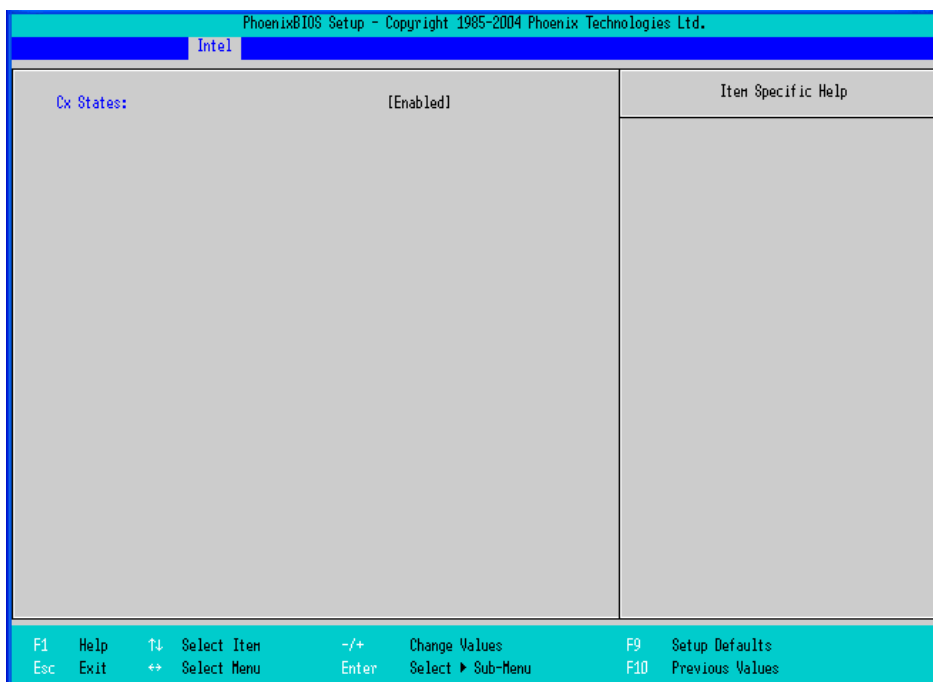 PhoenixBIOS Setup - Copyright 1985-2004 Phoenix Technologies Ltd.
Intel
Cx States: [Enabled]
Item Specific Help
F1 Help ↑↓ Select Item -/+ Change Values F9 Setup Defaults
Esc Exit ↔ Select Menu Enter Select ▶ Sub-Menu F10 Previous Values